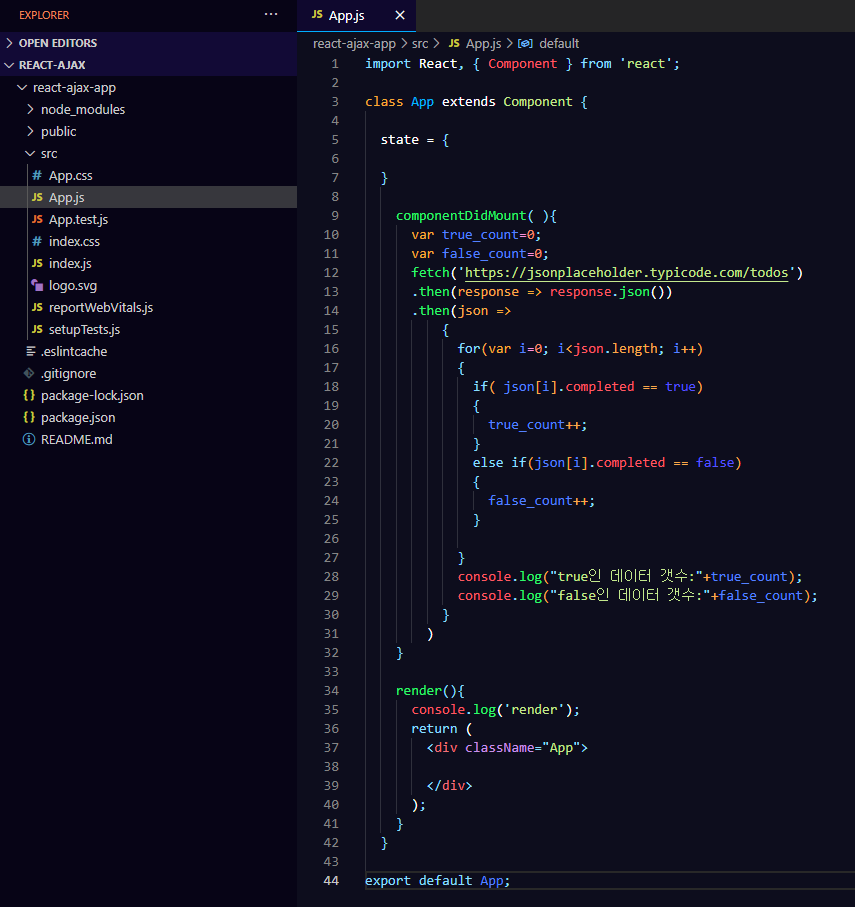 EXPLORER ···
OPEN EDITORS
REACT-AJAX
react-ajax-app
node_modules
public
src
# App.css
JS App.js
JS App.test.js
# index.css
JS index.js
logo.svg
JS reportWebVitals.js
JS setupTests.js
.eslintcache
.gitignore
{} package-lock.json
{} package.json
README.md
JS App.js ×
react-ajax-app > src > JS App.js > default
1 import React, { Component } from 'react';
2
3 class App extends Component {
4
5 state = {
6
7 }
8
9 componentDidMount( ){
10 var true_count=0;
11 var false_count=0;
12 fetch('https://jsonplaceholder.typicode.com/todos')
13 .then(response => response.json())
14 .then(json =>
15 {
16 for(var i=0; i<json.length; i++)
17 {
18 if( json[i].completed == true)
19 {
20 true_count++;
21 }
22 else if(json[i].completed == false)
23 {
24 false_count++;
25 }
26
27 }
28 console.log("true인 데이터 갯수:"+true_count);
29 console.log("false인 데이터 갯수:"+false_count);
30 }
31 )
32 }
33
34 render(){
35 console.log('render');
36 return (
37 <div className="App">
38
39 </div>
40 );
41 }
42 }
43
44 export default App;